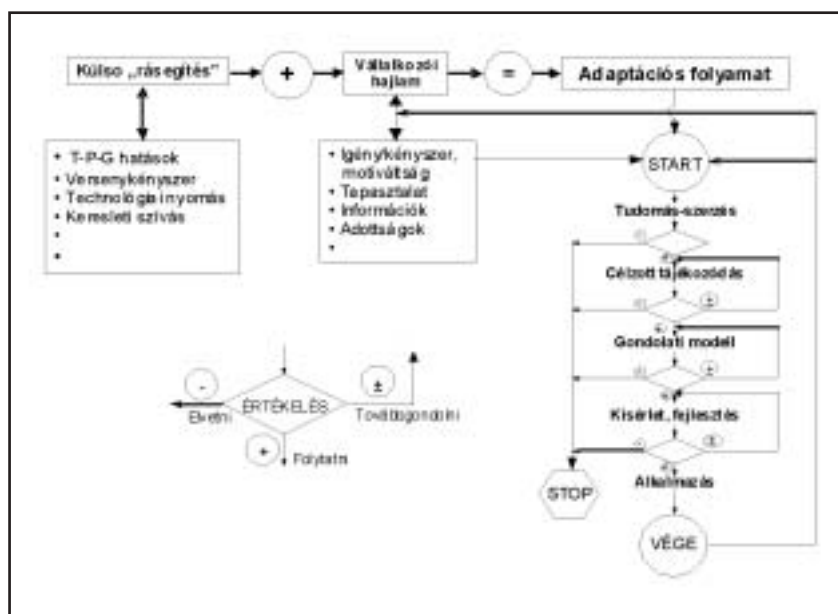 Külso „rásegítés”
+
Vállalkozói
hajlam
=
Adaptációs folyamat
• T-P-G hatások
• Versenykényszer
• Technológiai nyomás
• Keresleti szívás
•
•
• Igénykényszer,
motiváltság
• Tapasztalat
• Információk
• Adottságok
•
START
Tudomás-szerzés
Célzott tájékozódás
±
Gondolati modell
±
Kísérlet, fejlesztés
±
Alkalmazás
STOP
VÉGE
-
ÉRTÉKELÉS
±
Elvetni
Továbbgondolni
+
Folytatni